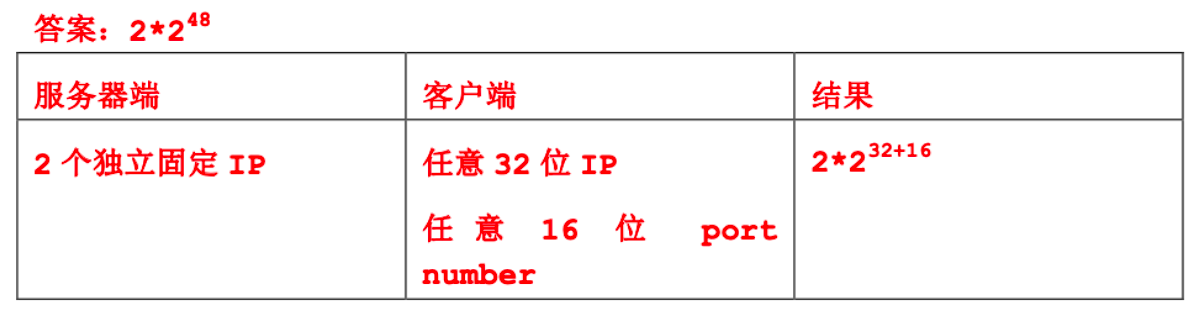 答案：2*2^48
服务器端
客户端
结果
2 个独立固定 IP
任意 32 位 IP
任 意 16 位 port
number
2*2^32+16